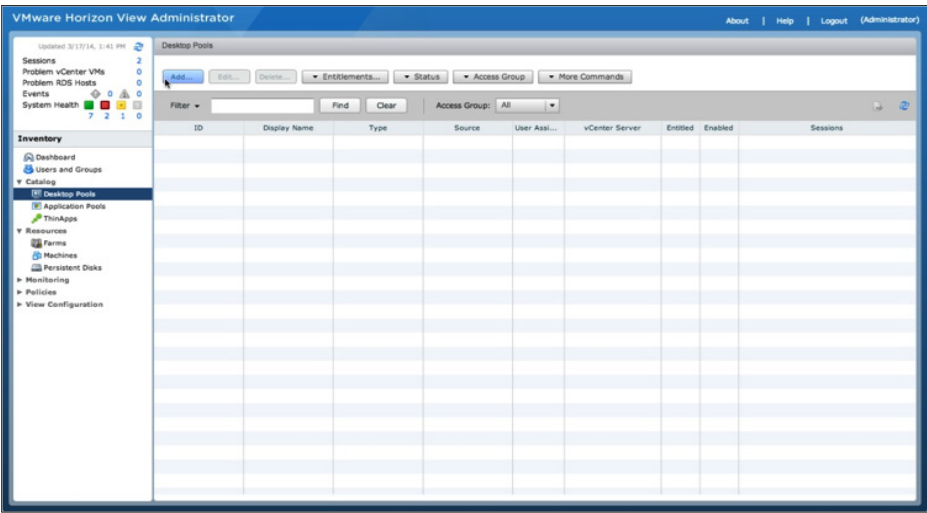 VMware Horizon View Administrator
About | Help | Logout (Administrator)
Updated 3/17/14, 1:41 PM
Sessions 2
Problem vCenter VMs 0
Problem RDS Hosts 0
Events 0 0
System Health
7 2 1 0
Inventory
Dashboard
Users and Groups
Catalog
Desktop Pools
Application Pools
ThinApps
Resources
Farms
Machines
Persistent Disks
Monitoring
Policies
View Configuration
Desktop Pools
Add... Edit... Delete... Entitlements... Status Access Group More Commands
Filter Find Clear Access Group: All
ID Display Name Type Source User Assi... vCenter Server Entitled Enabled Sessions